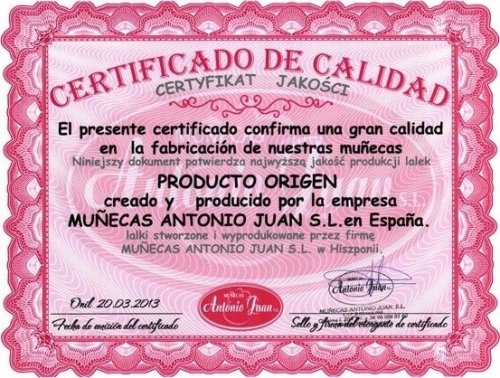 CERTIFICADO DE CALIDAD
CERTYFIKAT JAKOŚCI
El presente certificado confirma una gran calidad
en la fabricación de nuestras muñecas
Niniejszy dokument potwierdza najwyższą jakość produkcji lalek
PRODUCTO ORIGEN
creado y producido por la empresa
MUÑECAS ANTONIO JUAN S.L.en España.
lalki stworzone i wyprodukowane przez firmę
MUÑECAS ANTONIO JUAN S.L. w Hiszpanii.
Antonio Juan
MUÑECAS ANTONIO JUAN, S.L.
Onil 20.03.2013
MUÑECAS
Antonio Juan S.L.
Fecha de emisión del certificado
Sello y firma del otorgante de certificado